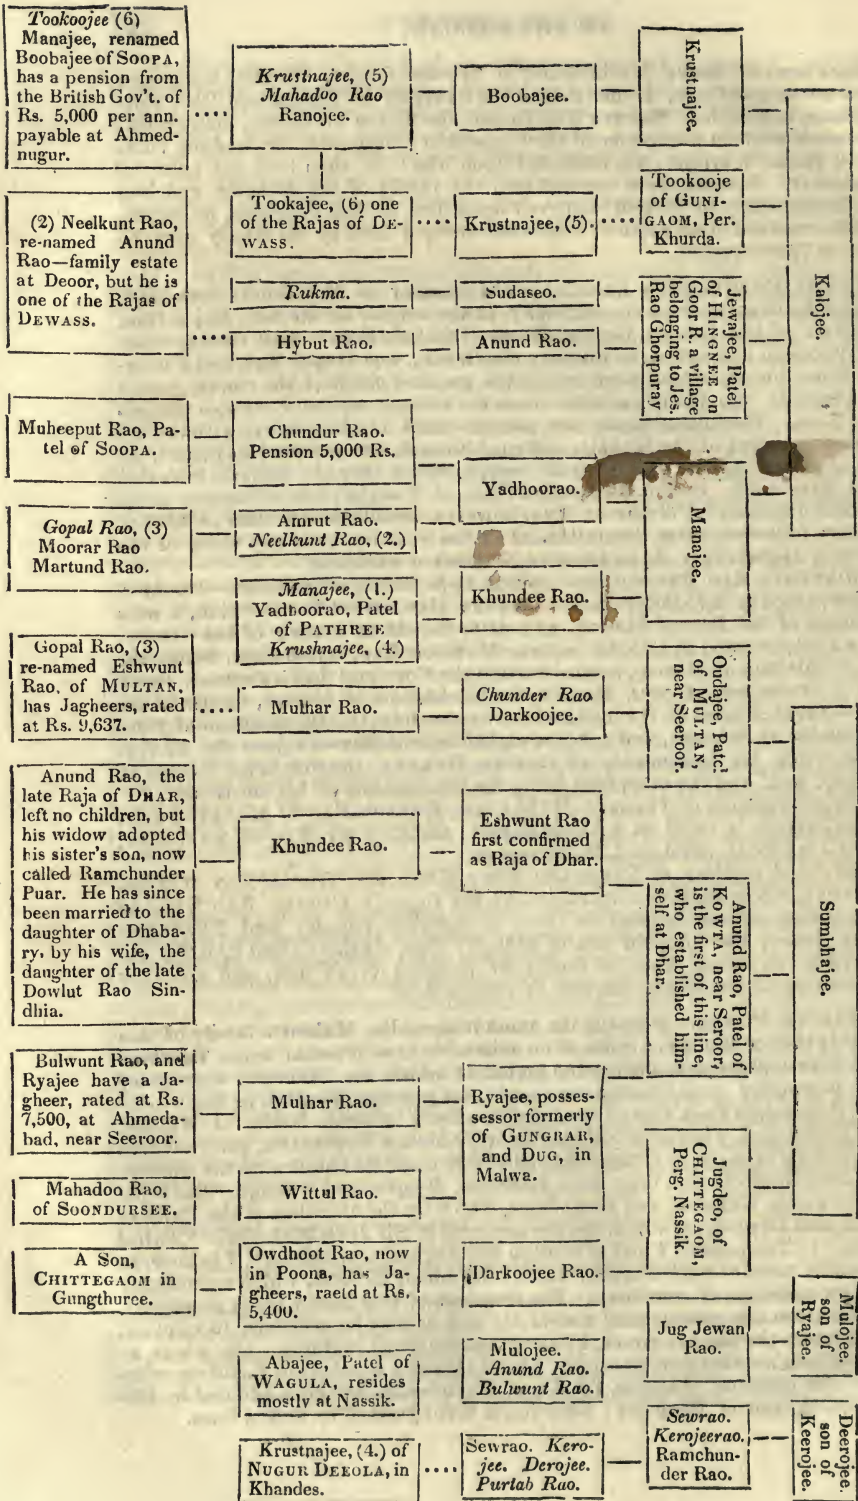 Tookoojee (6)
Manajee, renamed
Boobajee of SOOPA,
has a pension from
the British Gov't. of
Rs. 5,000 per ann.
payable at Ahmed-
nugur.
Krustnajee, (5)
Mahadoo Rao
Ranojee.
Boobajee.
Krustnajee.
Kalojee.
(2) Neelkunt Rao,
re-named Anund
Rao—family estate
at Deoor, but he is
one of the Rajas of
DEWASS.
Tookajee, (6) one
of the Rajas of DE-
WASS.
Krustnajee, (5).
Tookooje
of GUNI-
GAOM, Per.
Khurda.
Rukma.
Sudaseo.
Hybut Rao.
Anund Rao.
Jewajee, Patel
of HINGNEE on
Goor R. a village
belonging to Jes.
Rao Ghorpuray
Muheeput Rao, Pa-
tel of SOOPA.
Chundur Rao.
Pension 5,000 Rs.
Yadhoorao.
Manajee.
Gopal Rao, (3)
Moorar Rao
Martund Rao.
Amrut Rao.
Neelkunt Rao, (2.)
Manajee, (1.)
Yadhoorao, Patel
of PATHREE
Krushnajee, (4.)
Khundee Rao.
Gopal Rao, (3)
re-named Eshwunt
Rao, of MULTAN,
has Jagheers, rated
at Rs. 9,637.
Mulhar Rao.
Chunder Rao
Darkoojee.
Oudajee, Patel
of MULTAN,
near Seeroor.
Sumbhajee.
Anund Rao, the
late Raja of DHAR,
left no children, but
his widow adopted
his sister's son, now
called Ramchunder
Puar. He has since
been married to the
daughter of Dhaba-
ry, by his wife, the
daughter of the late
Dowlut Rao Sin-
dhia.
Khundee Rao.
Eshwunt Rao
first confirmed
as Raja of Dhar.
Anund Rao, Patel of
KOWTA, near Seroor,
is the first of this line,
who established him-
self at Dhar.
Bulwunt Rao, and
Ryajee have a Ja-
gheer, rated at Rs.
7,500, at Ahmeda-
bad, near Seeroor.
Mulhar Rao.
Ryajee, posses-
sessor formerly
of GUNGRAR,
and DUG, in
Malwa.
Mahadoo Rao,
of SOONDURSEE.
Wittul Rao.
Jugdeo, of
CHITTEGAOM,
Perg. Nassik.
A Son,
CHITTEGAOM in
Gungthuree.
Owdhoot Rao, now
in Poona, has Ja-
gheers, raetd at Rs.
5,400.
Darkoojee Rao.
Abajee, Patel of
WAGULA, resides
mostly at Nassik.
Mulojee.
Anund Rao.
Bulwunt Rao.
Jug Jewan
Rao.
Mulojee.
son of
Ryajee.
Krustnajee, (4.) of
NUGUR DEEOLA, in
Khandes.
Sewrao. Kero-
jee. Derojee.
Purtab Rao.
Sewrao.
Kerojeerao.
Ramchun-
der Rao.
Deerojee.
son of
Keerojee.